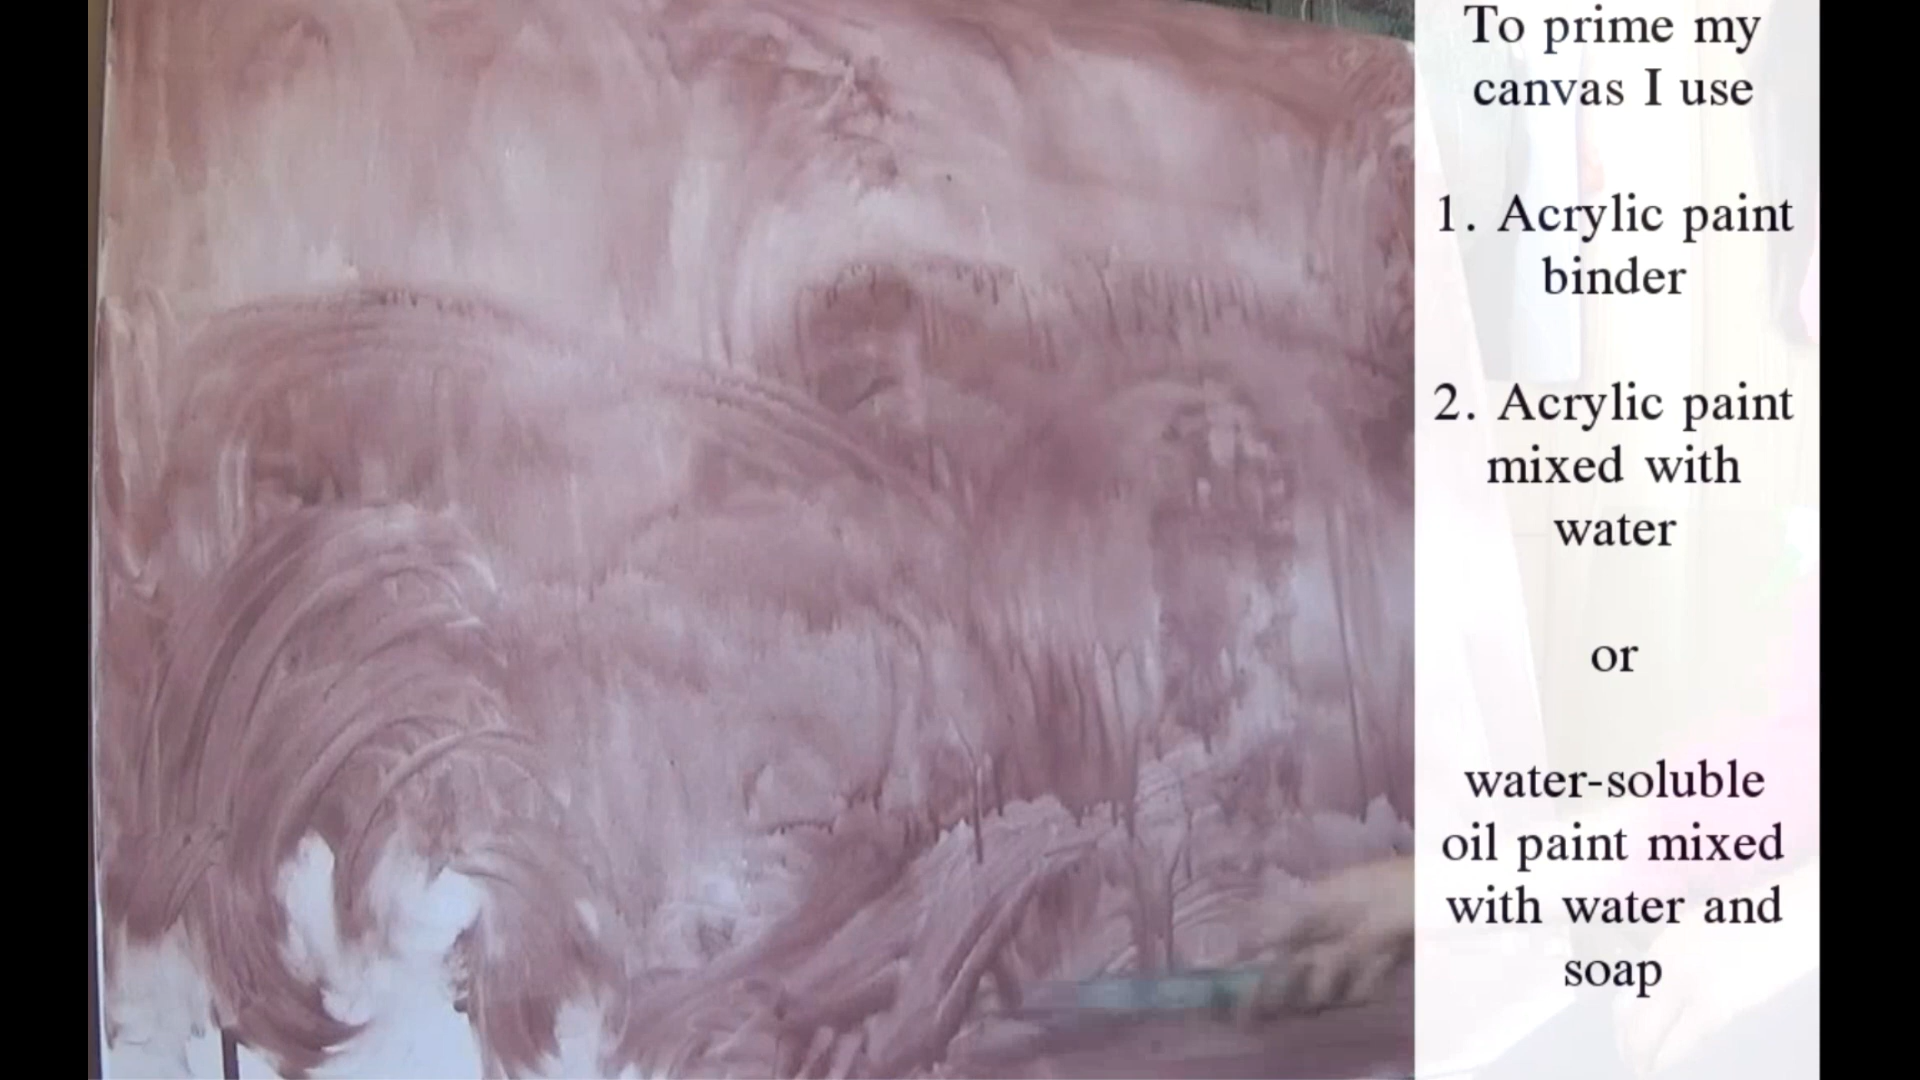 To prime my
canvas I use
1. Acrylic paint
binder
2. Acrylic paint
mixed with
water
or
water-soluble
oil paint mixed
with water and
soap